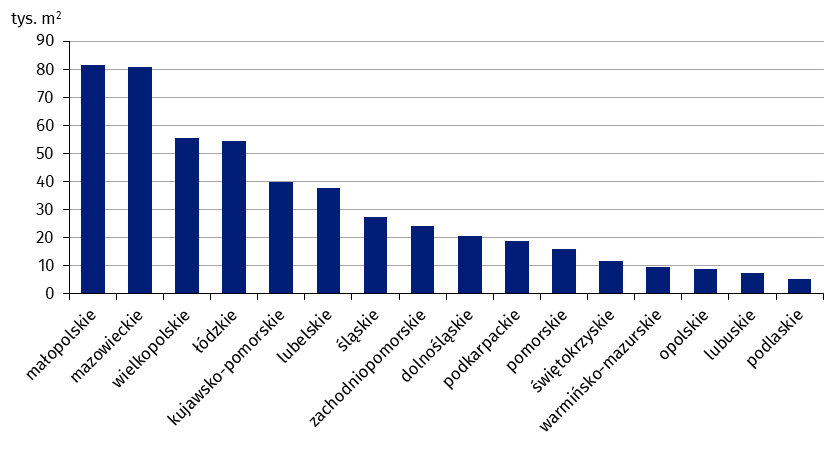 tys. m²
90
80
70
60
50
40
30
20
10
0
małopolskie
mazowieckie
wielkopolskie
łódzkie
kujawsko-pomorskie
lubelskie
śląskie
zachodniopomorskie
dolnośląskie
podkarpackie
pomorskie
świętokrzyskie
warmińsko-mazurskie
opolskie
lubuskie
podlaskie